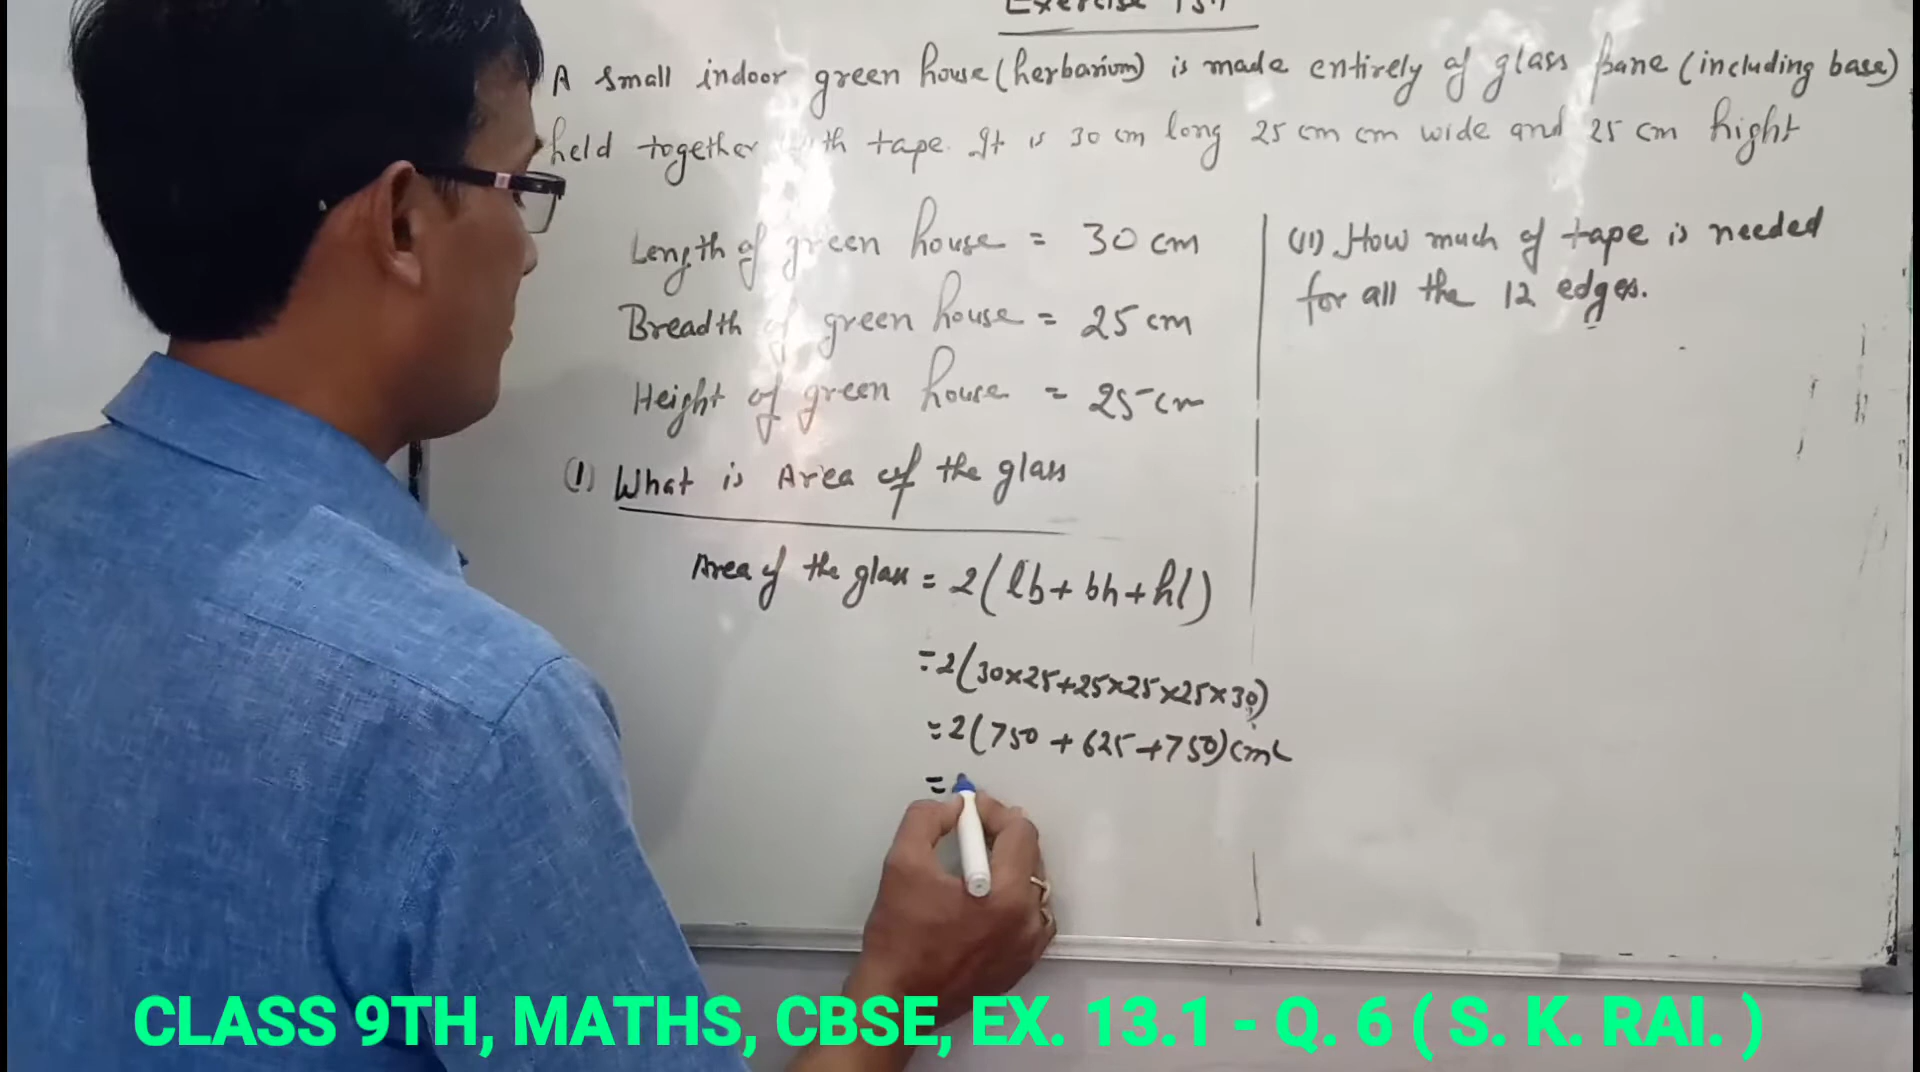 Exercise 13.1
A small indoor green house (herbarium) is made entirely of glass pane (including base)
held together with tape. It is 30 cm long 25 cm cm wide and 25 cm hight
Length of green house = 30 cm
Breadth of green house = 25 cm
Height of green house = 25 cm
(I) What is Area of the glass
Area of the glass = 2(lb + bh + hl)
= 2(30×25+25×25×25×30)
= 2(750 + 625 + 750) cm²
=
(II) How much of tape is needed
for all the 12 edges.
CLASS 9TH, MATHS, CBSE, EX. 13.1 - Q. 6 ( S. K. RAI. )